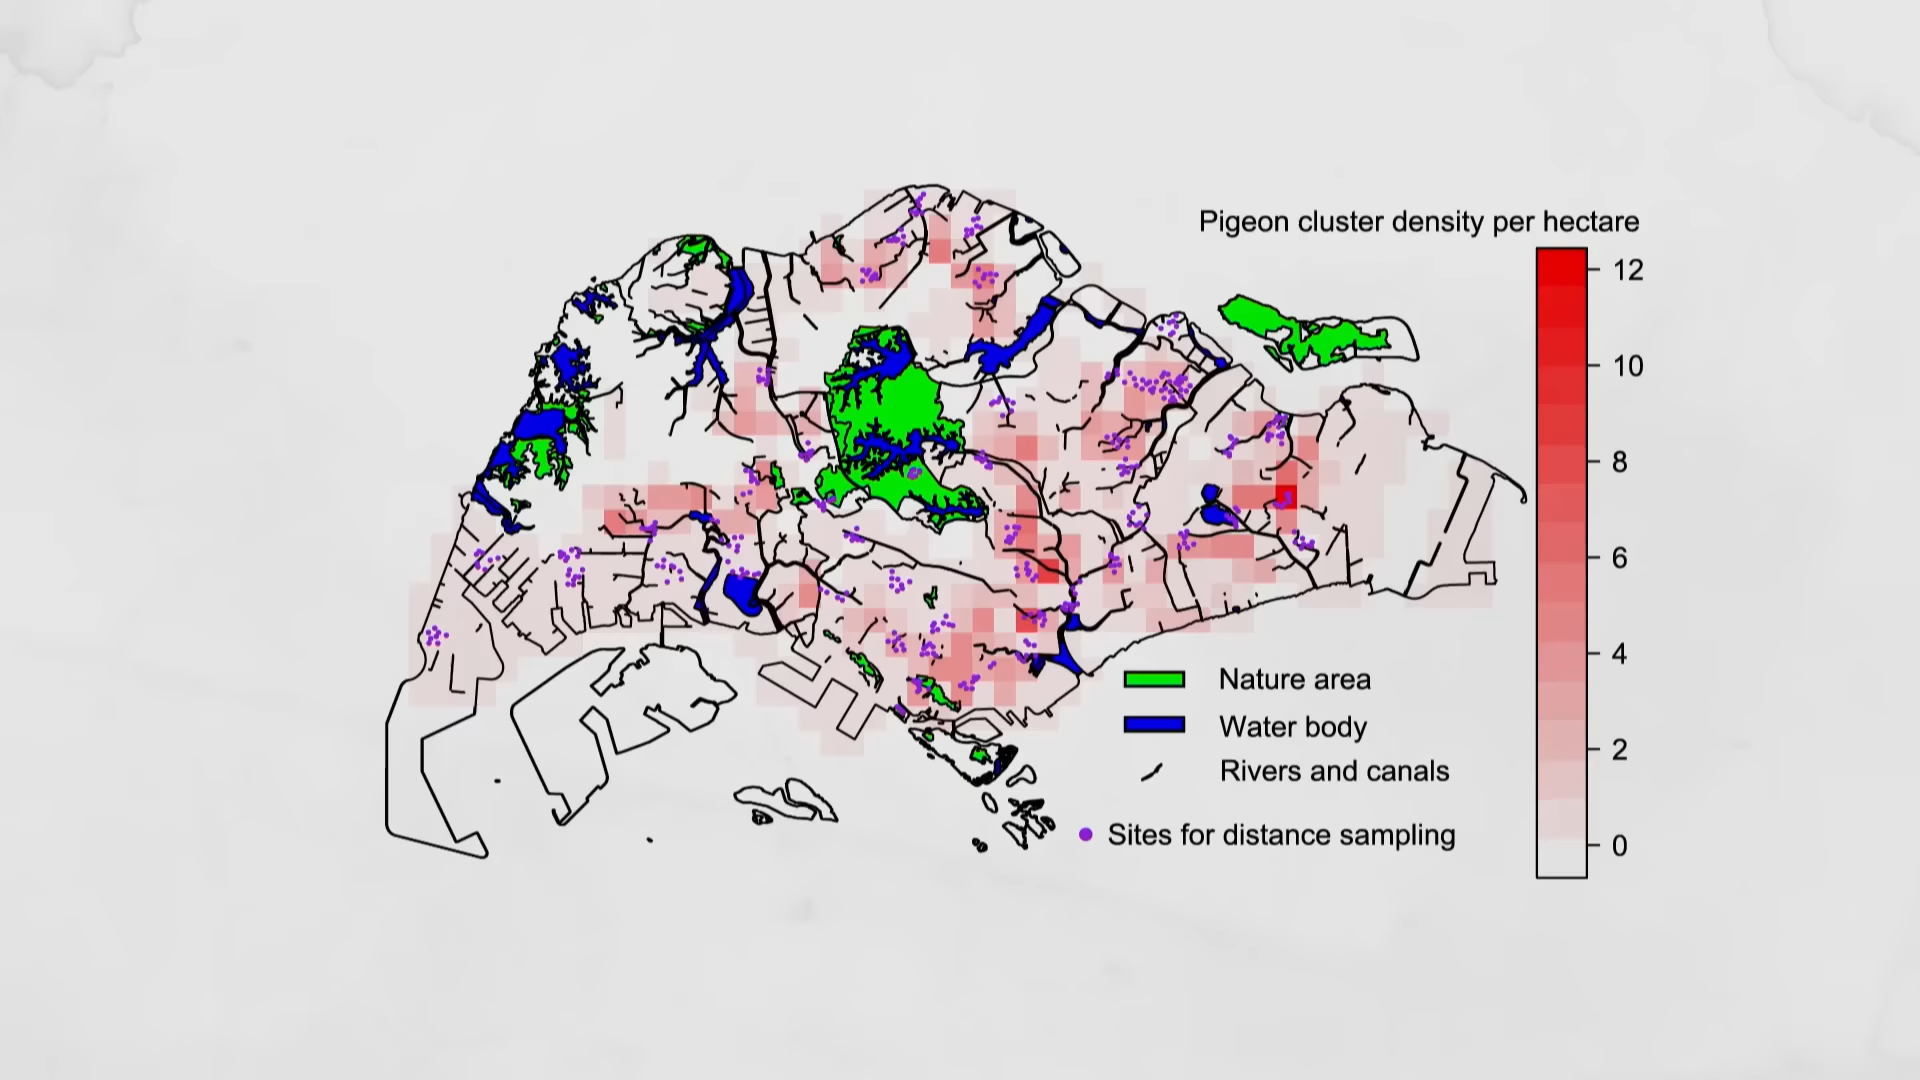 Pigeon cluster density per hectare
12
10
8
6
4
2
0
Nature area
Water body
Rivers and canals
Sites for distance sampling